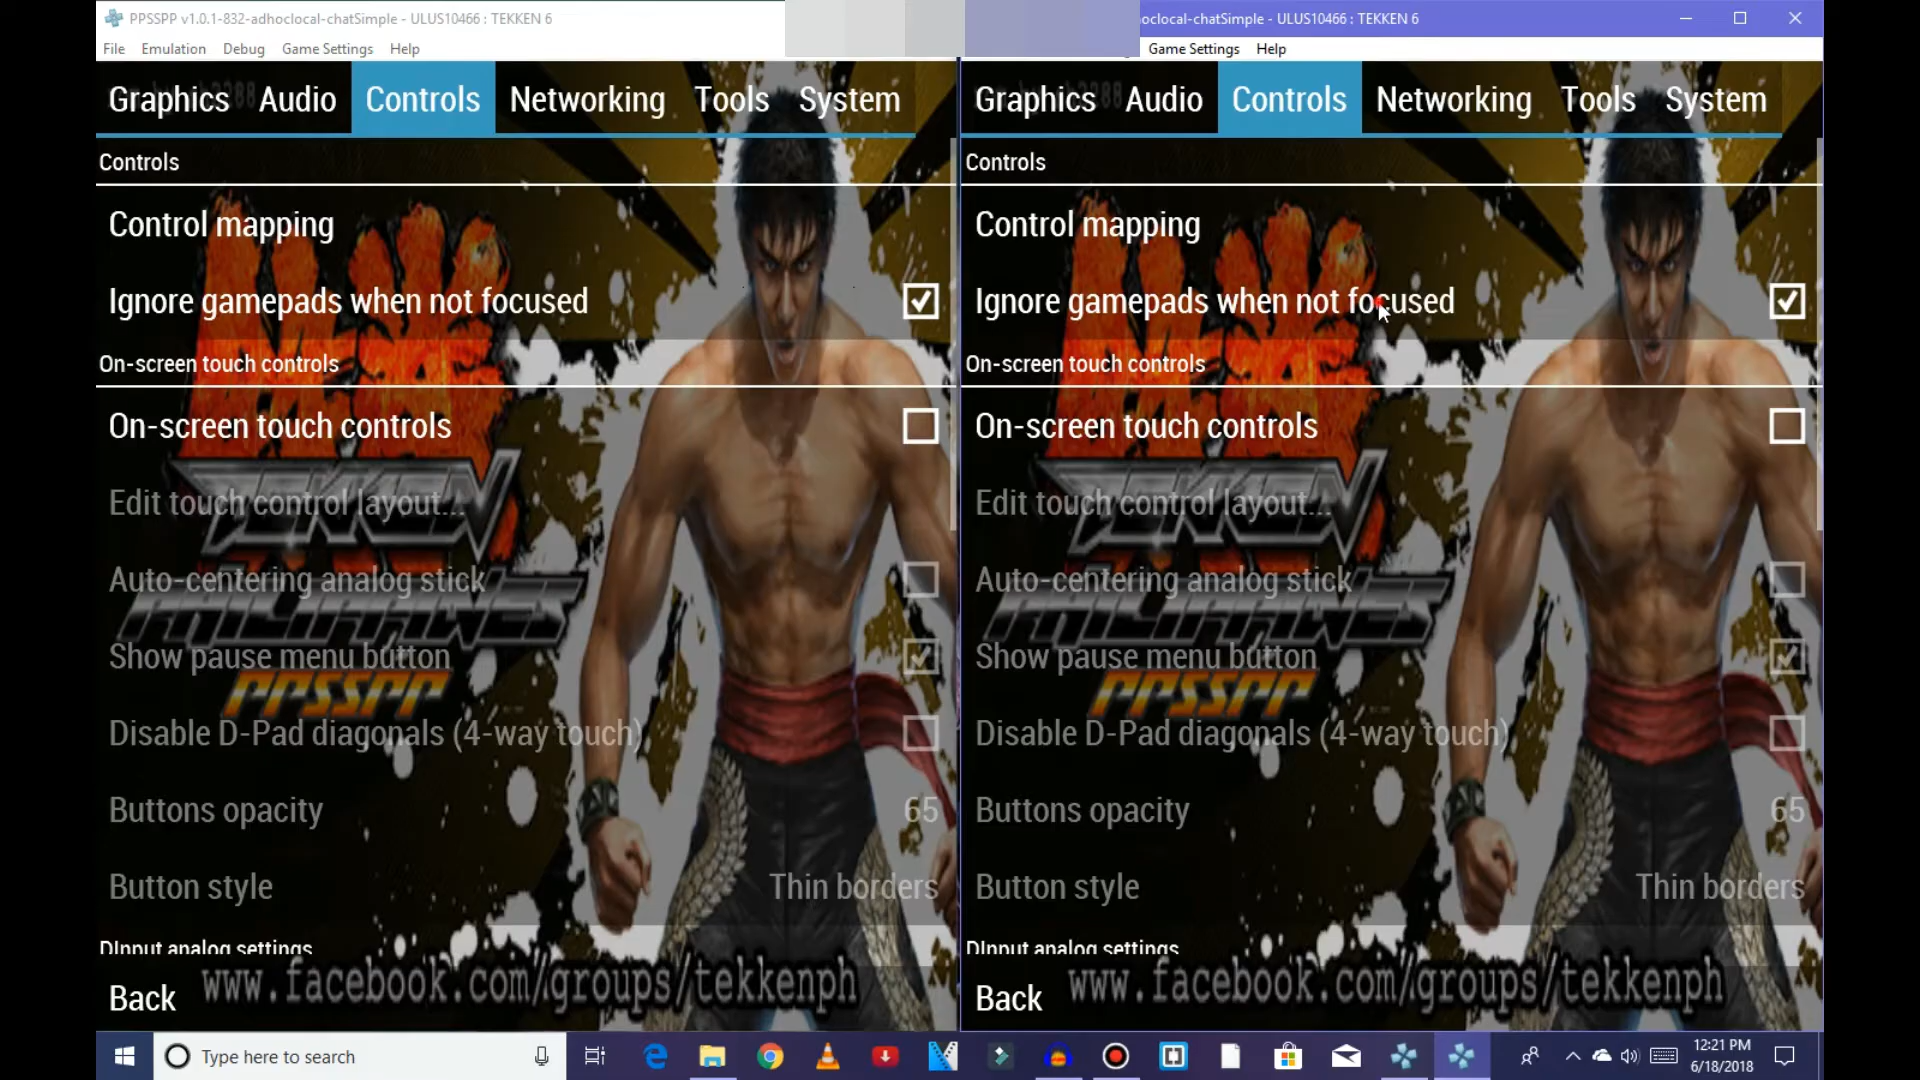 PPSSPP v1.0.1-832-adhoclocal-chatSimple - ULUS10466 : TEKKEN 6
File Emulation Debug Game Settings Help
Graphics Audio Controls Networking Tools System
Controls
Control mapping
Ignore gamepads when not focused
On-screen touch controls
On-screen touch controls
Edit touch control layout...
Auto-centering analog stick
Show pause menu button
Disable D-Pad diagonals (4-way touch)
Buttons opacity 65
Button style Thin borders
DInput analog settings
Back
TEKKEN
PHILIPPINES
PPSSPP
www.facebook.com/groups/tekkenph
oclocal-chatSimple - ULUS10466 : TEKKEN 6
Game Settings Help
Graphics Audio Controls Networking Tools System
Controls
Control mapping
Ignore gamepads when not focused
On-screen touch controls
On-screen touch controls
Edit touch control layout...
Auto-centering analog stick
Show pause menu button
Disable D-Pad diagonals (4-way touch)
Buttons opacity 65
Button style Thin borders
DInput analog settings
Back
TEKKEN
PHILIPPINES
PPSSPP
www.facebook.com/groups/tekkenph
Type here to search
12:21 PM
6/18/2018